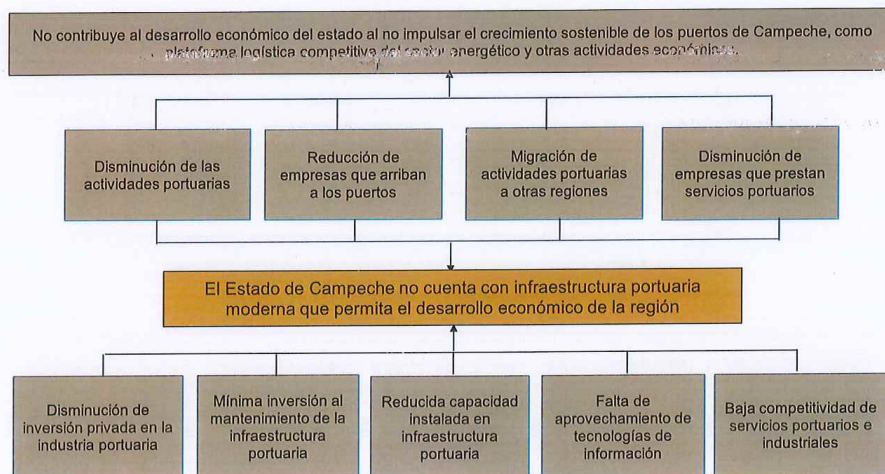 No contribuye al desarrollo económico del estado al no impulsar el crecimiento sostenible de los puertos de Campeche, como
plataforma logística competitiva del sector energético y otras actividades económicas.
Disminución de las
actividades portuarias
Reducción de
empresas que arriban
a los puertos
Migración de
actividades portuarias
a otras regiones
Disminución de
empresas que prestan
servicios portuarios
El Estado de Campeche no cuenta con infraestructura portuaria
moderna que permita el desarrollo económico de la región
Disminución de
inversión privada en la
industria portuaria
Mínima inversión al
mantenimiento de la
infraestructura
portuaria
Reducida capacidad
instalada en
infraestructura
portuaria
Falta de
aprovechamiento de
tecnologías de
información
Baja competitividad de
servicios portuarios e
industriales